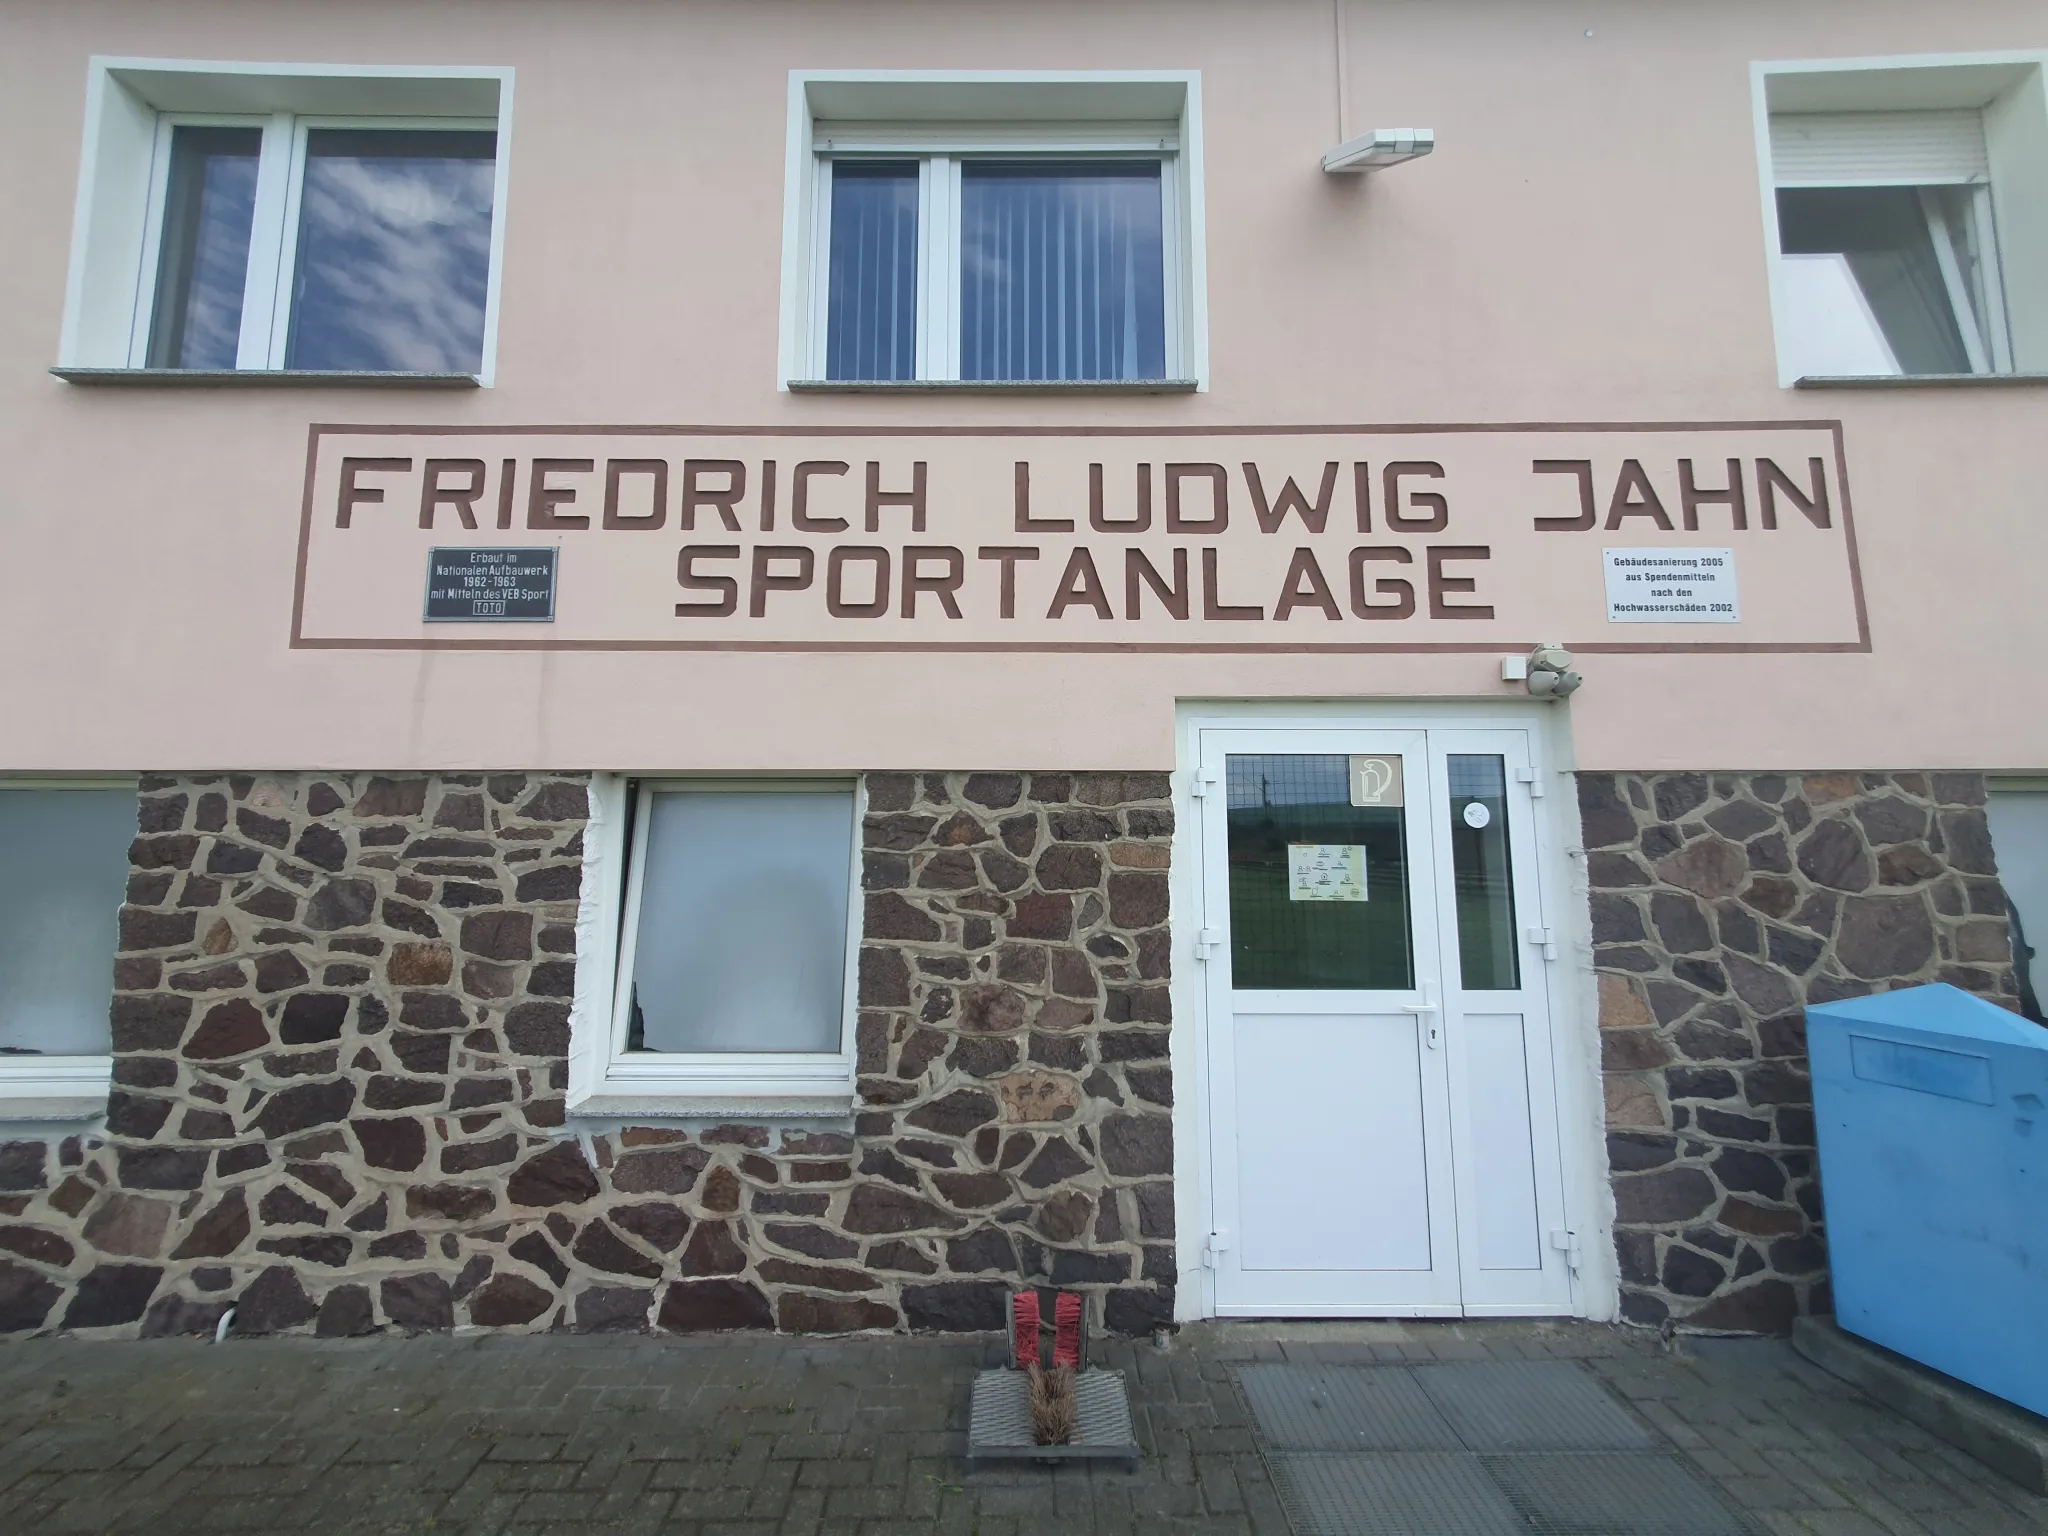 FRIEDRICH LUDWIG JAHN
SPORTANLAGE
Erbaut im
Nationalen Aufbauwerk
1962-1963
mit Mitteln des VEB Sport
TOTO
Gebäudesanierung 2005
aus Spendenmitteln
nach den
Hochwasserschäden 2002